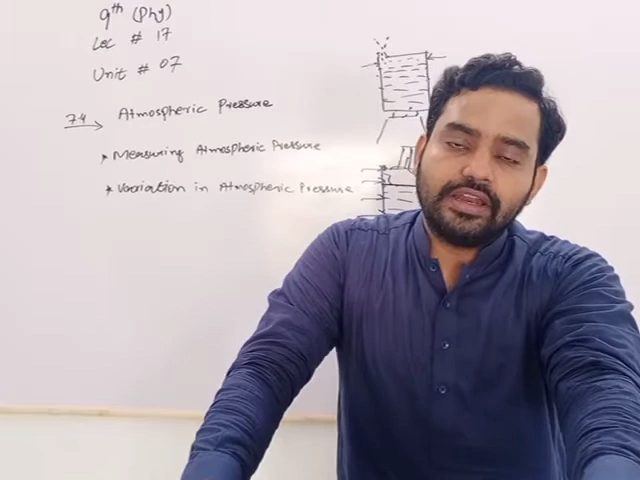 9th (Phy)
Lec # 17
Unit # 07
7.4 → Atmospheric Pressure
* Measuring Atmospheric Pressure
* Variation in Atmospheric Pressure